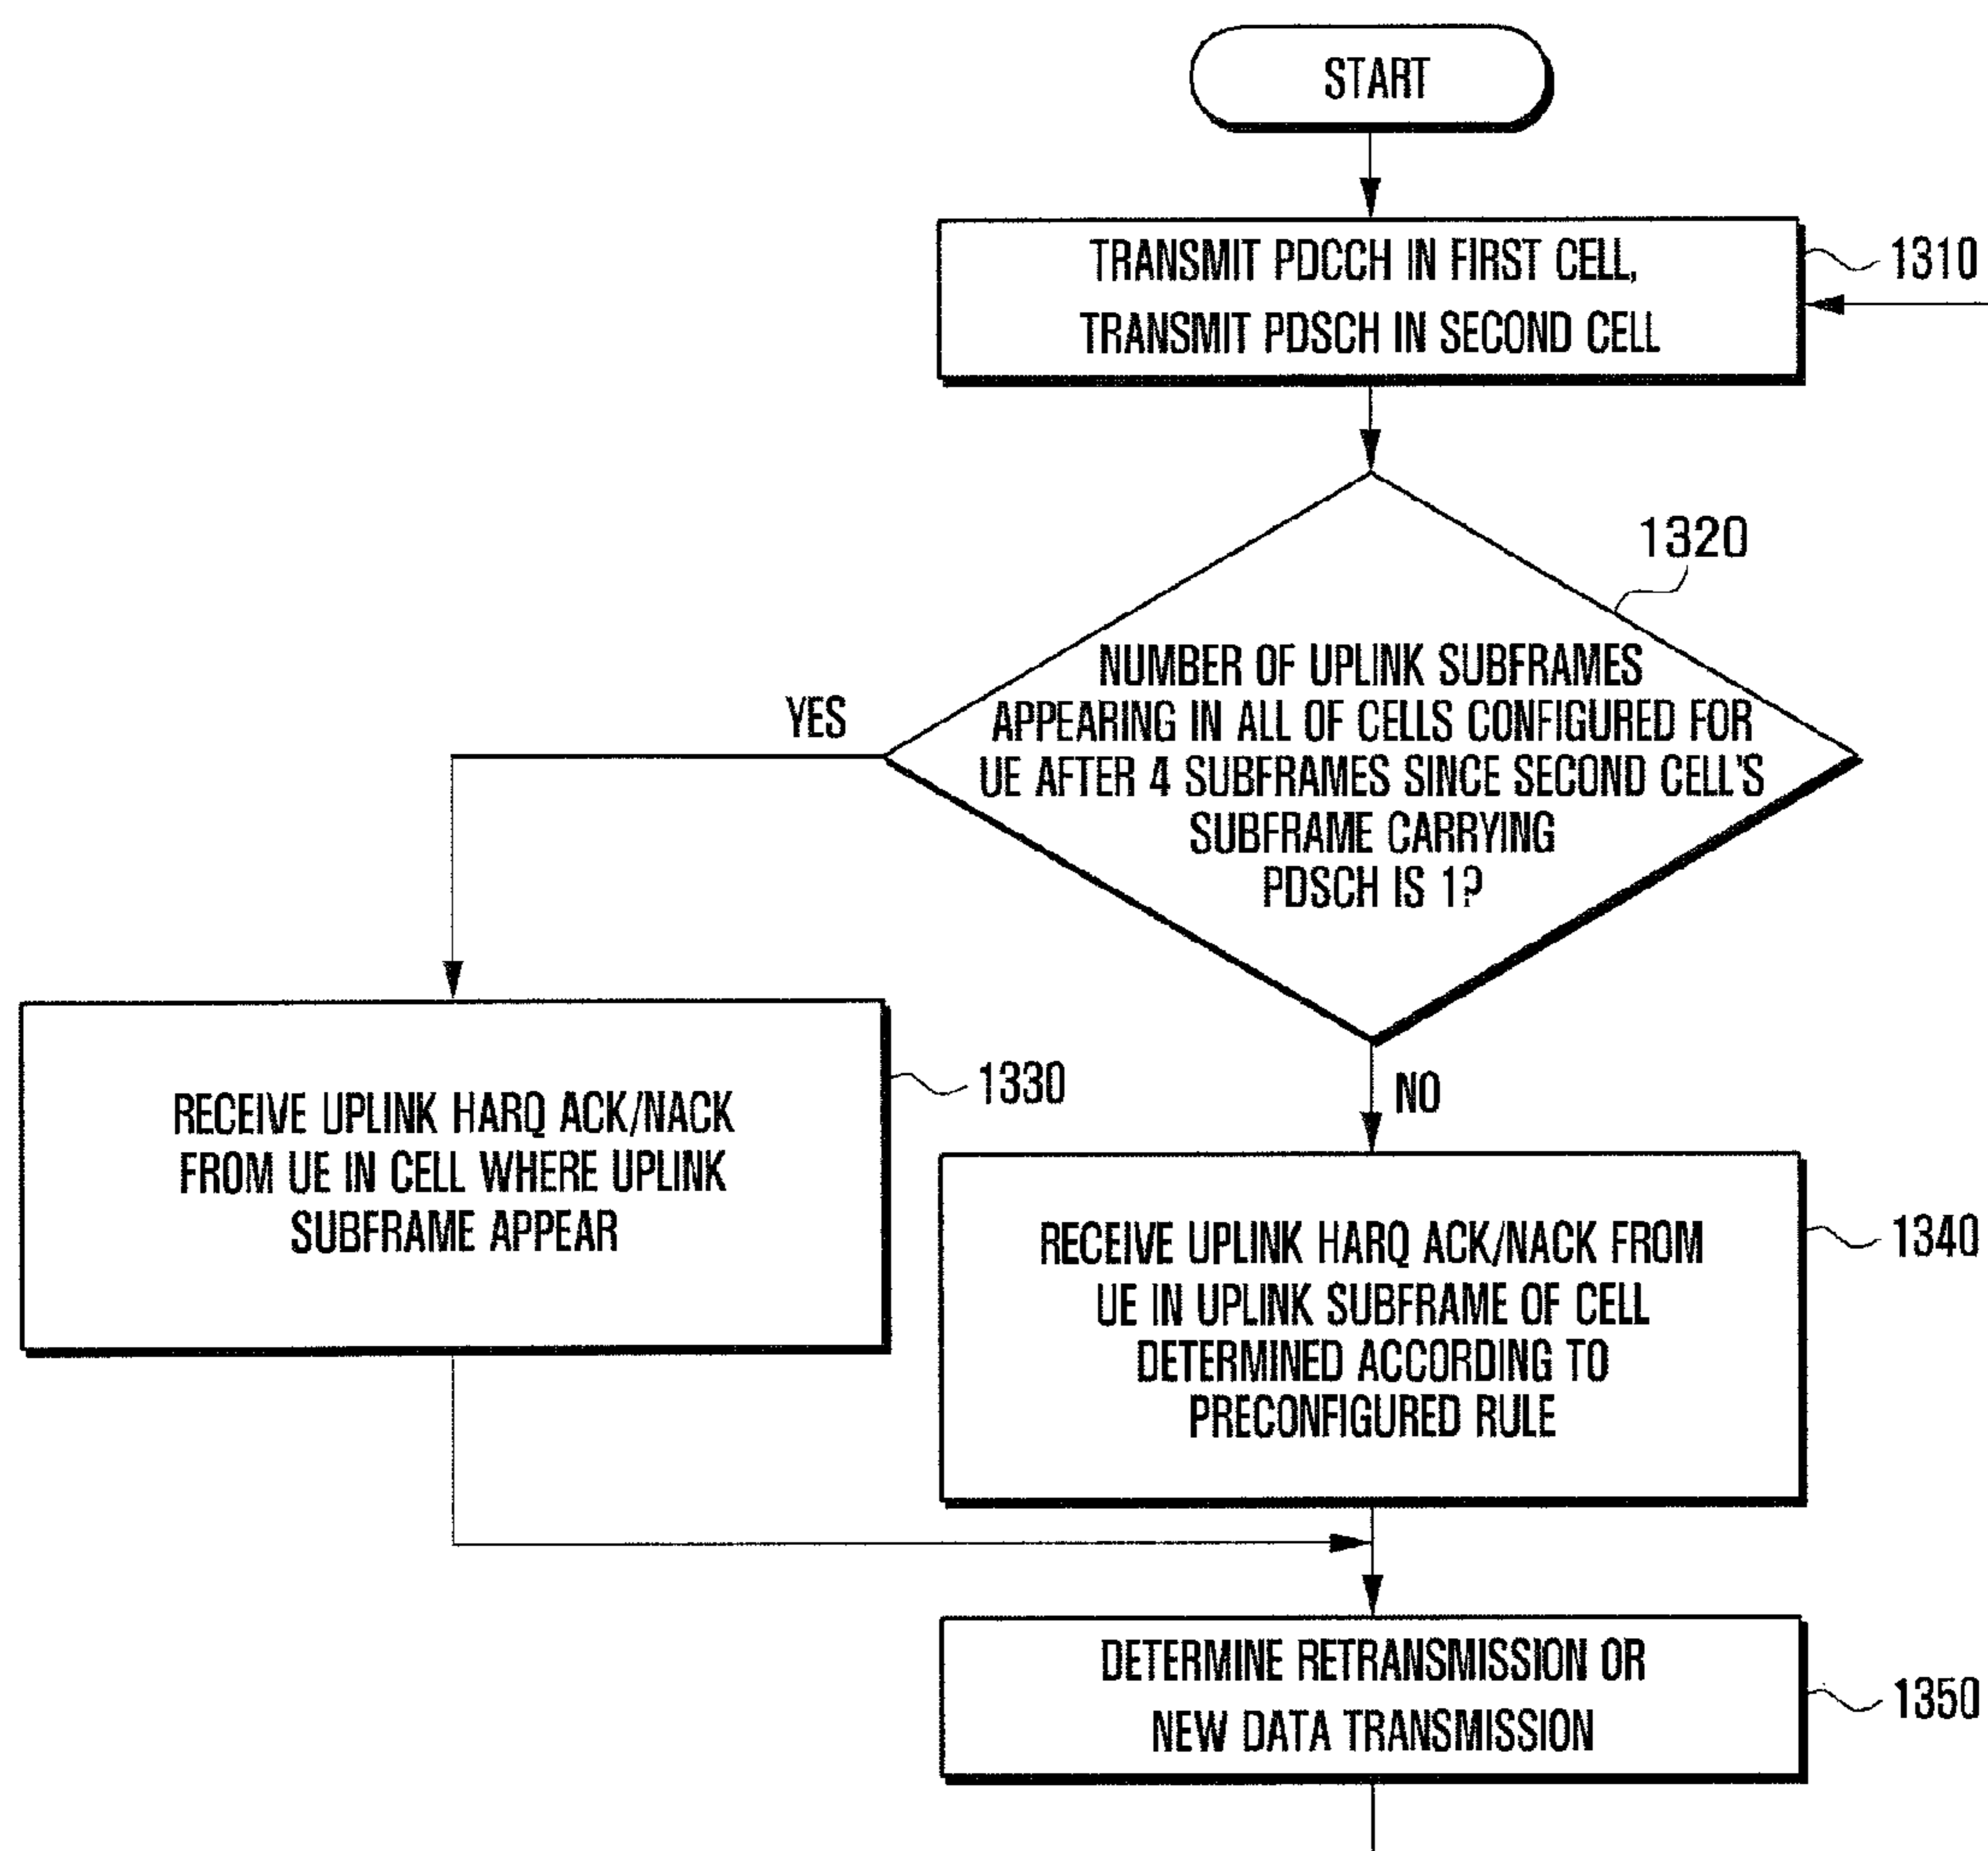 START
TRANSMIT PDCCH IN FIRST CELL,
TRANSMIT PDSCH IN SECOND CELL
1310
1320
NUMBER OF UPLINK SUBFRAMES
APPEARING IN ALL OF CELLS CONFIGURED FOR
UE AFTER 4 SUBFRAMES SINCE SECOND CELL'S
SUBFRAME CARRYING
PDSCH IS 1?
YES
NO
RECEIVE UPLINK HARQ ACK/NACK
FROM UE IN CELL WHERE UPLINK
SUBFRAME APPEAR
1330
RECEIVE UPLINK HARQ ACK/NACK FROM
UE IN UPLINK SUBFRAME OF CELL
DETERMINED ACCORDING TO
PRECONFIGURED RULE
1340
DETERMINE RETRANSMISSION OR
NEW DATA TRANSMISSION
1350